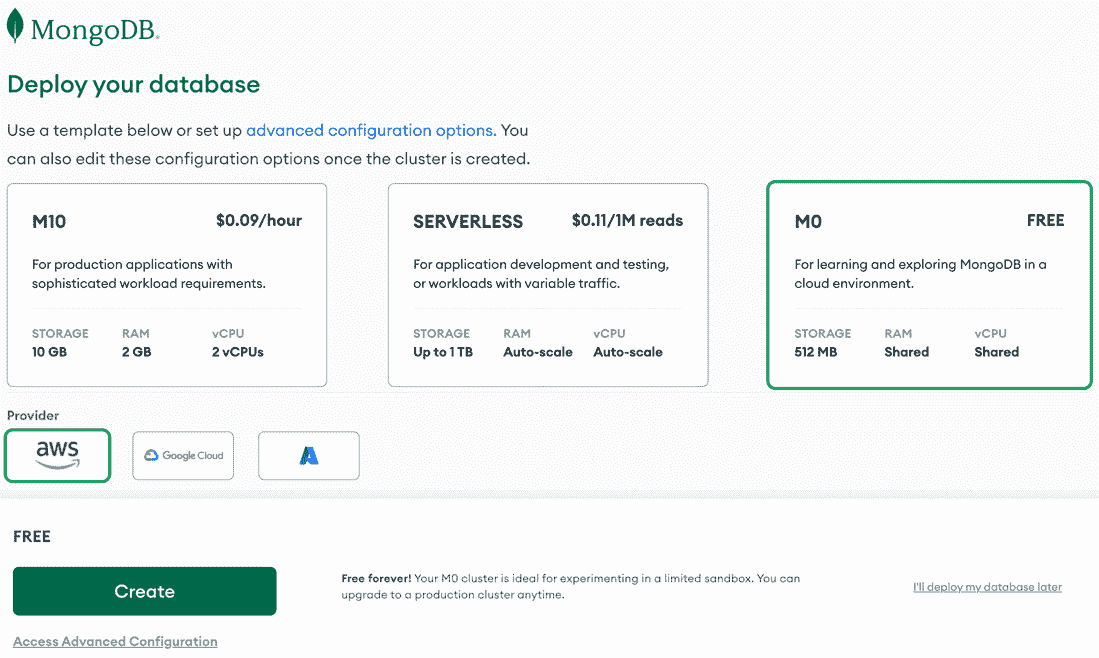 MongoDB.
Deploy your database
Use a template below or set up advanced configuration options. You
can also edit these configuration options once the cluster is created.
M10 $0.09/hour
For production applications with
sophisticated workload requirements.
STORAGE RAM vCPU
10 GB 2 GB 2 vCPUs
SERVERLESS $0.11/1M reads
For application development and testing,
or workloads with variable traffic.
STORAGE RAM vCPU
Up to 1 TB Auto-scale Auto-scale
M0 FREE
For learning and exploring MongoDB in a
cloud environment.
STORAGE RAM vCPU
512 MB Shared Shared
Provider
aws Google Cloud
FREE
Create
Free forever! Your M0 cluster is ideal for experimenting in a limited sandbox. You can
upgrade to a production cluster anytime.
I'll deploy my database later
Access Advanced Configuration